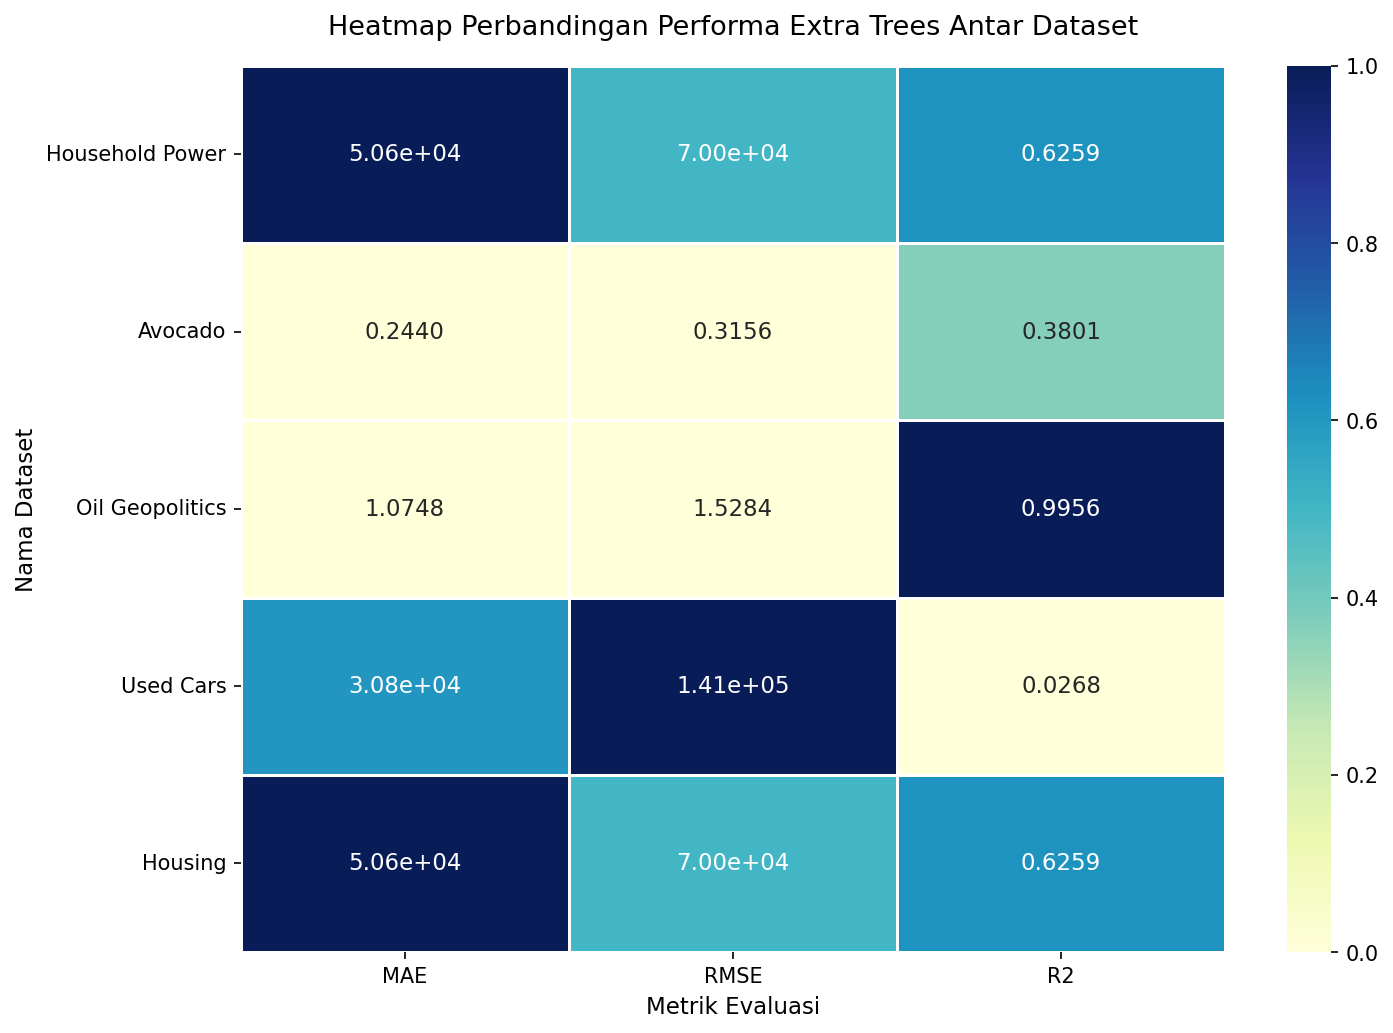 Heatmap Perbandingan Performa Extra Trees Antar Dataset
Nama Dataset
Household Power 5.06e+04 7.00e+04 0.6259
Avocado 0.2440 0.3156 0.3801
Oil Geopolitics 1.0748 1.5284 0.9956
Used Cars 3.08e+04 1.41e+05 0.0268
Housing 5.06e+04 7.00e+04 0.6259
MAE RMSE R2
Metrik Evaluasi
1.0
0.8
0.6
0.4
0.2
0.0